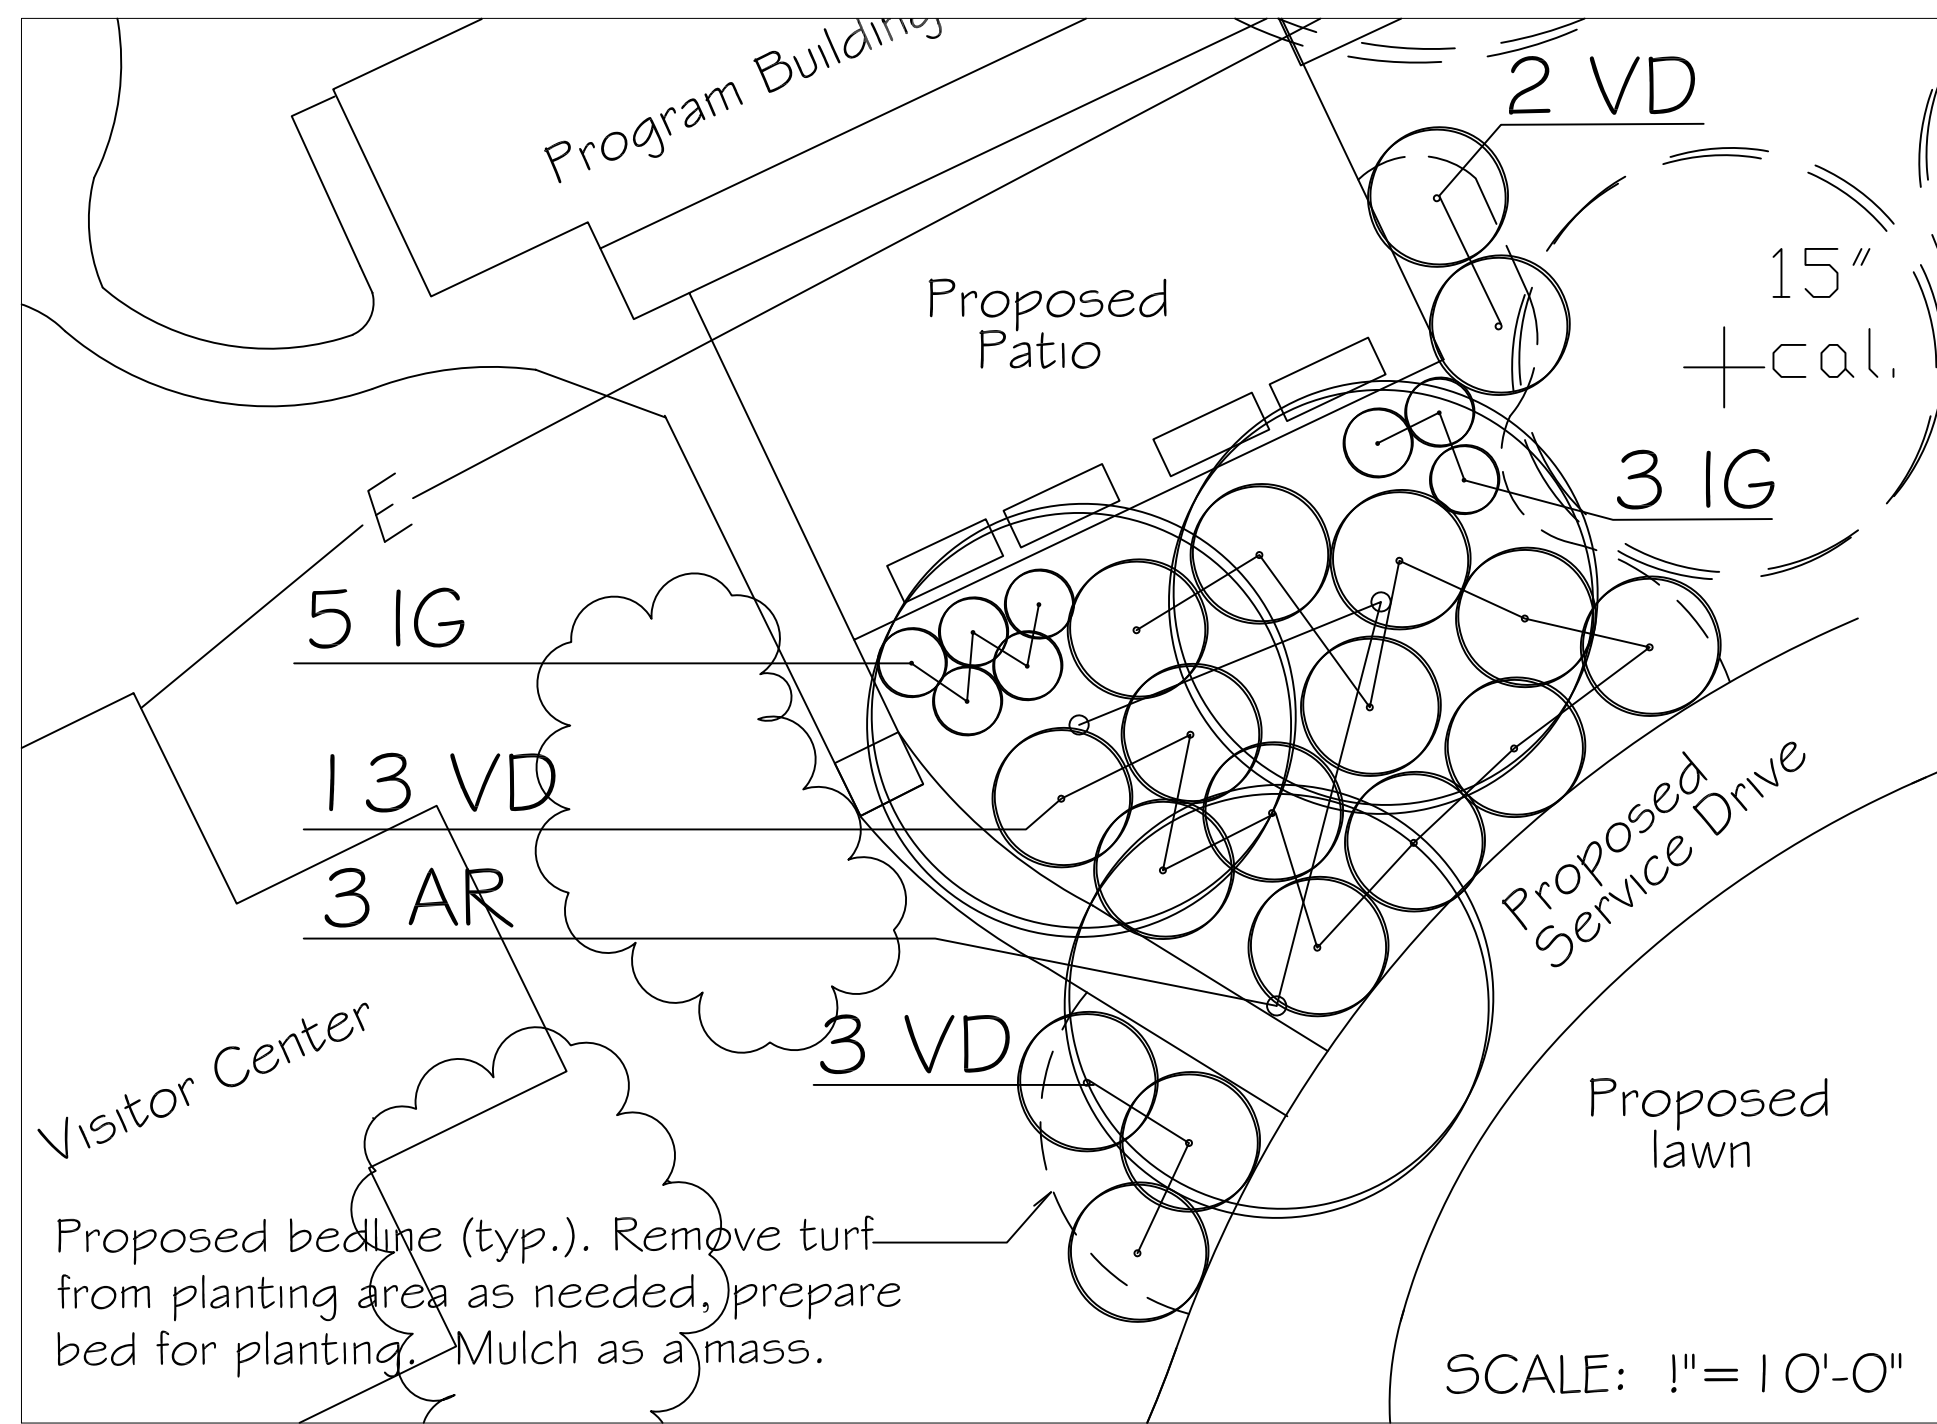 Program Building
2 VD
15"
cal.
Proposed
Patio
3 IG
E
5 IG
13 VD
3 AR
Proposed
Service Drive
3 VD
Visitor Center
Proposed
lawn
Proposed bedline (typ.). Remove turf
from planting area as needed, prepare
bed for planting. Mulch as a mass.
SCALE: !"= 10'-0"